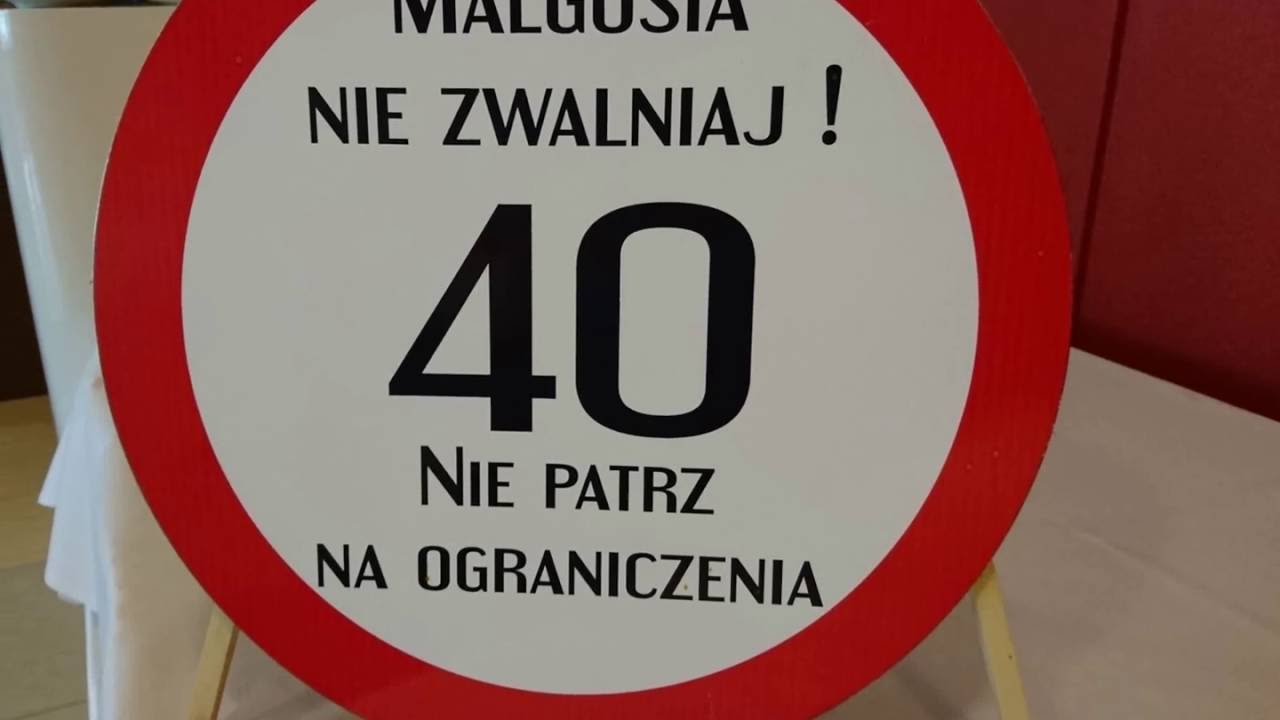 MAŁGOSIA
NIE ZWALNIAJ !
40
NIE PATRZ
NA OGRANICZENIA